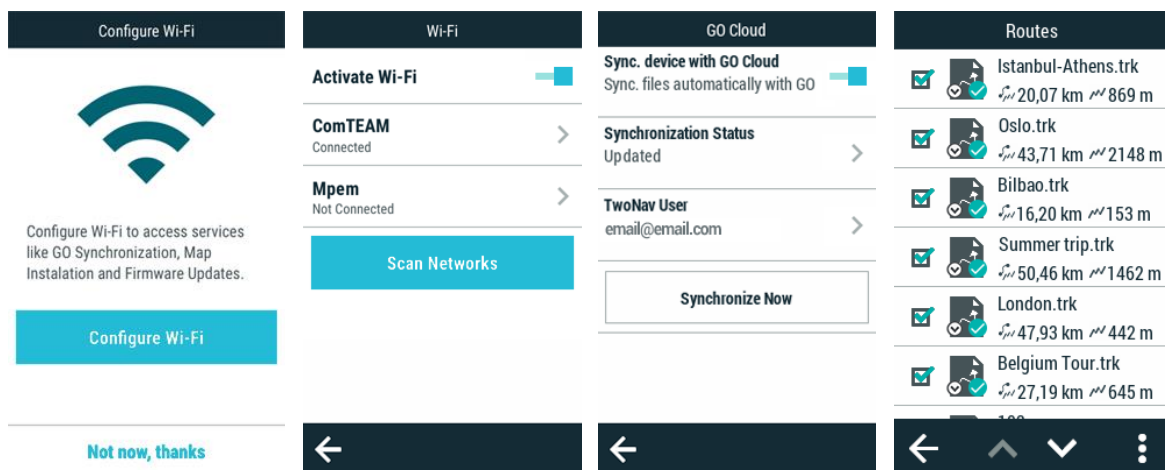 Configure Wi-Fi
Configure Wi-Fi to access services
like GO Synchronization, Map
Instalation and Firmware Updates.
Configure Wi-Fi
Not now, thanks
Wi-Fi
Activate Wi-Fi
ComTEAM
Connected
Mpem
Not Connected
Scan Networks
GO Cloud
Sync. device with GO Cloud
Sync. files automatically with GO
Synchronization Status
Updated
TwoNav User
email@email.com
Synchronize Now
Routes
Istanbul-Athens.trk
20,07 km 869 m
Oslo.trk
43,71 km 2148 m
Bilbao.trk
16,20 km 153 m
Summer trip.trk
50,46 km 1462 m
London.trk
47,93 km 442 m
Belgium Tour.trk
27,19 km 645 m